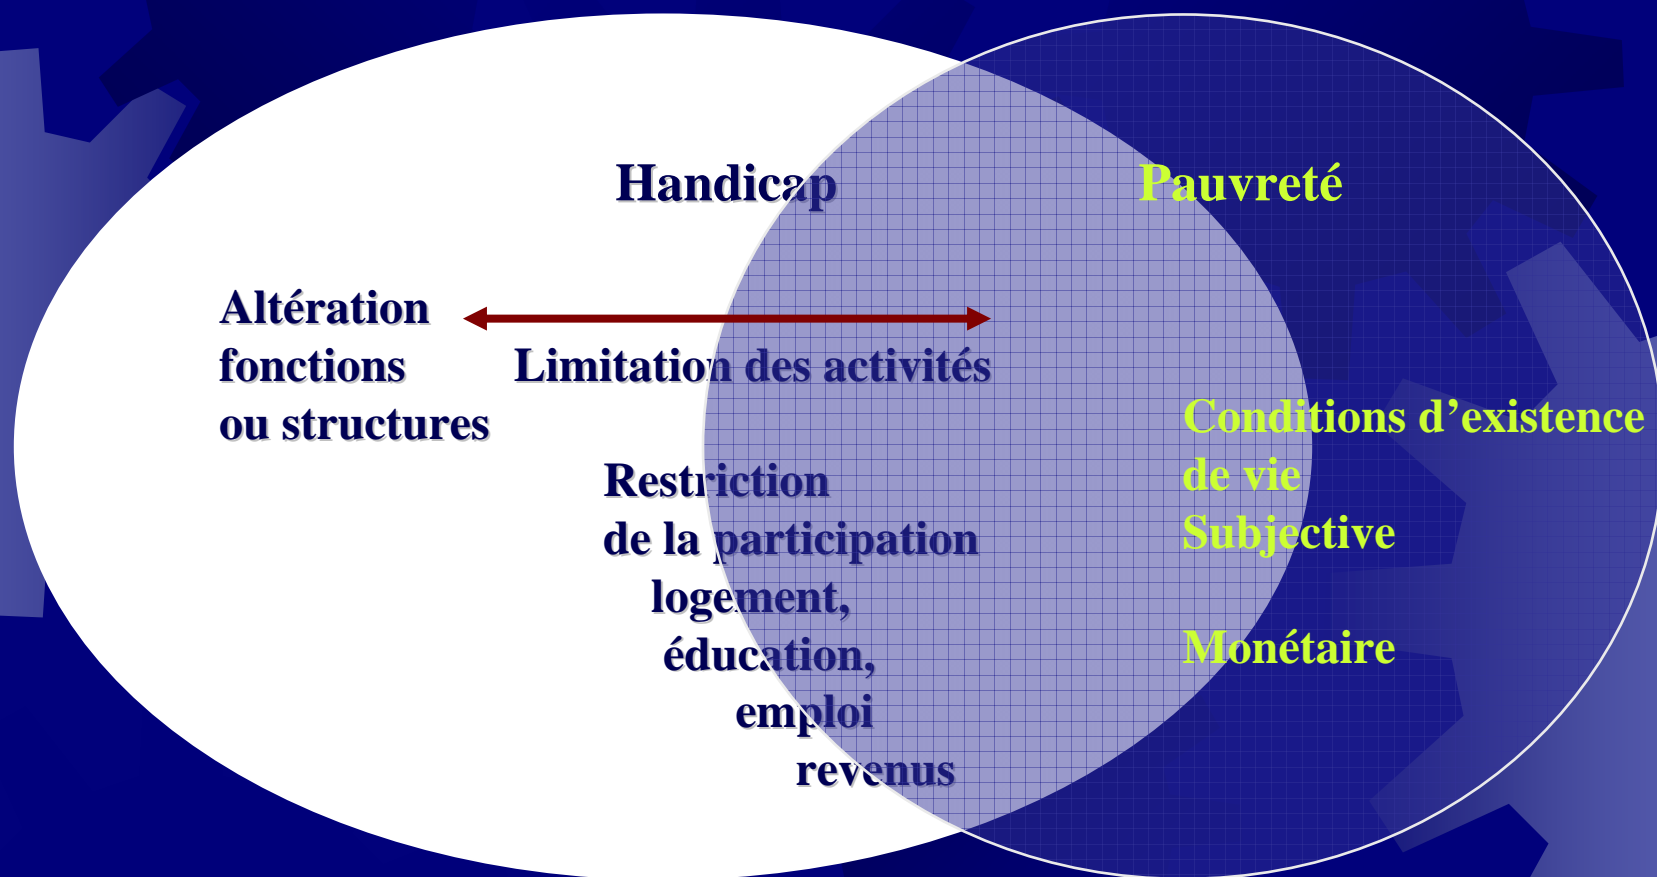 Handicap
Pauvreté
Altération
fonctions
ou structures
Limitation des activités
Restriction
de la participation
logement,
éducation,
emploi
revenus
Conditions d’existence
de vie
Subjective
Monétaire